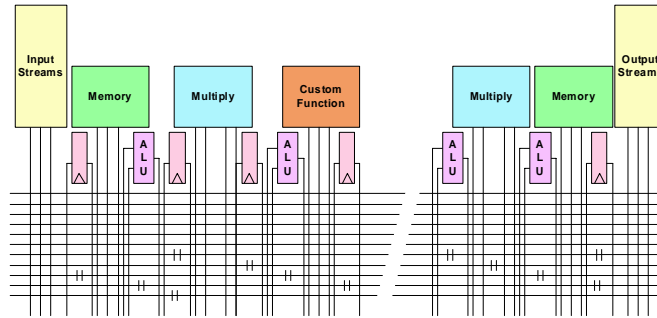 Input
Streams
Memory
Multiply
Custom
Function
Multiply
Memory
Output
Stream
A
L
U
A
L
U
A
L
U
A
L
U